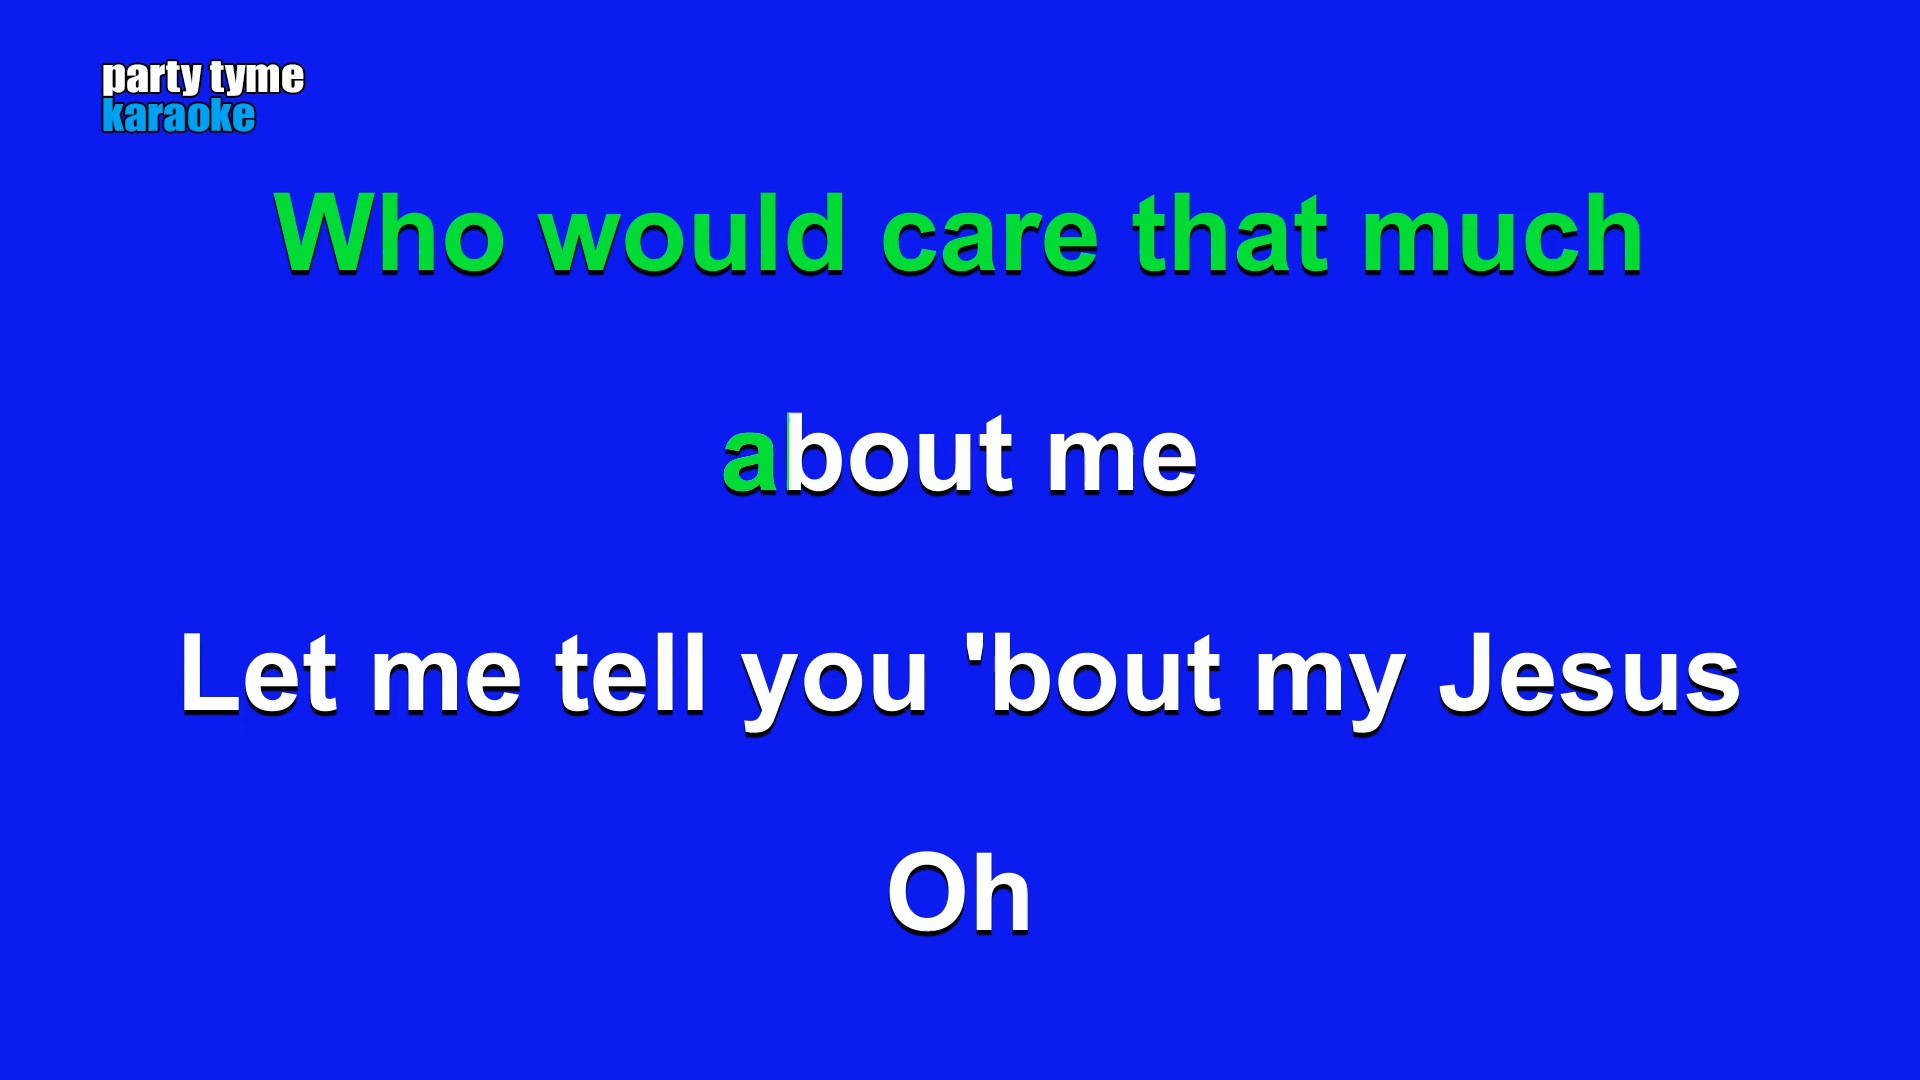 party tyme
karaoke
Who would care that much
about me
Let me tell you 'bout my Jesus
Oh